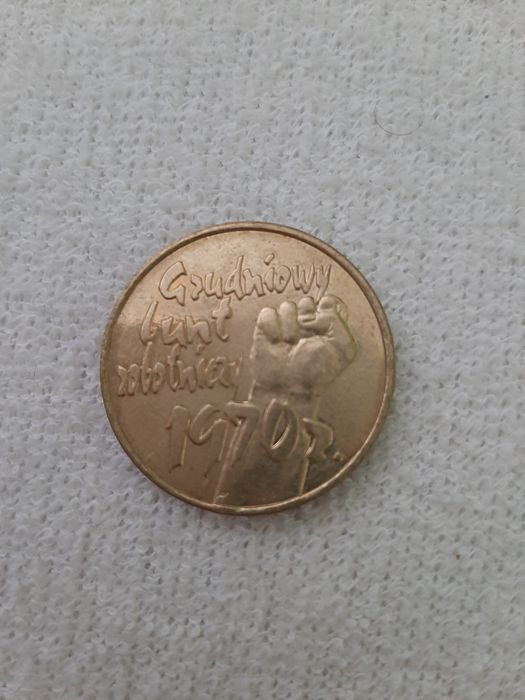 Grudniowy
bunt
robotniczy
1970 r.